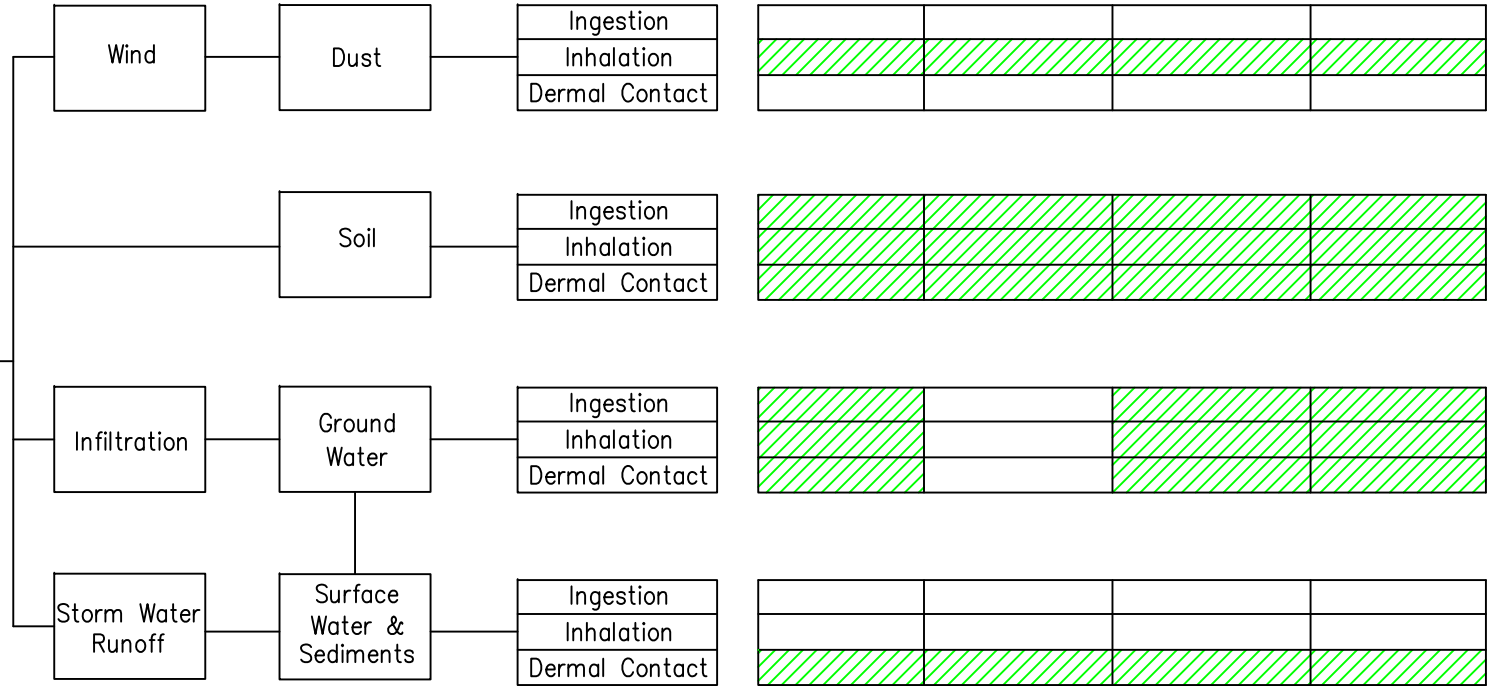 Wind
Dust
Ingestion
Inhalation
Dermal Contact
Soil
Ingestion
Inhalation
Dermal Contact
Infiltration
Ground
Water
Ingestion
Inhalation
Dermal Contact
Storm Water
Runoff
Surface
Water &
Sediments
Ingestion
Inhalation
Dermal Contact